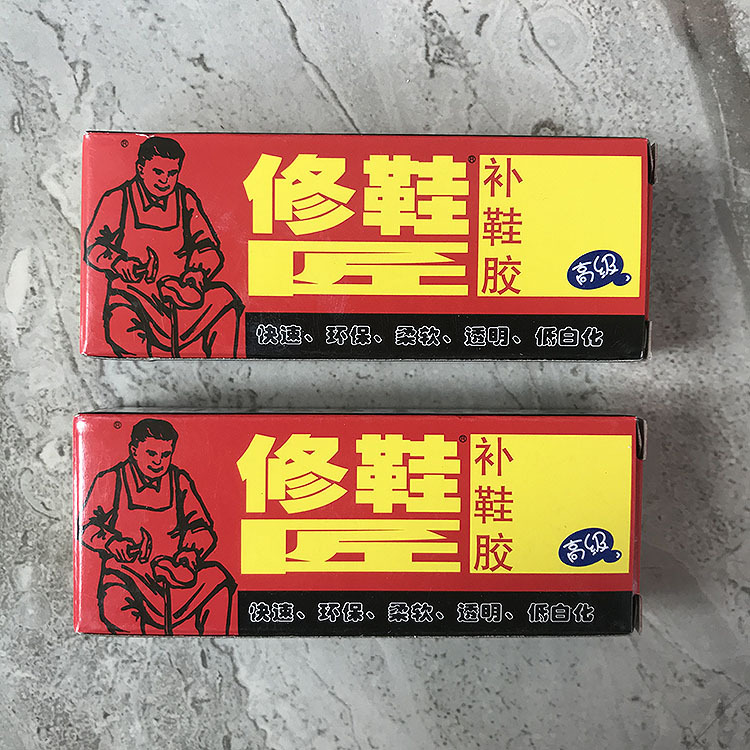 ®
修鞋®
匠
补鞋胶
高级
快速、环保、柔软、透明、低白化
®
修鞋®
匠
补鞋胶
高级
快速、环保、柔软、透明、低白化